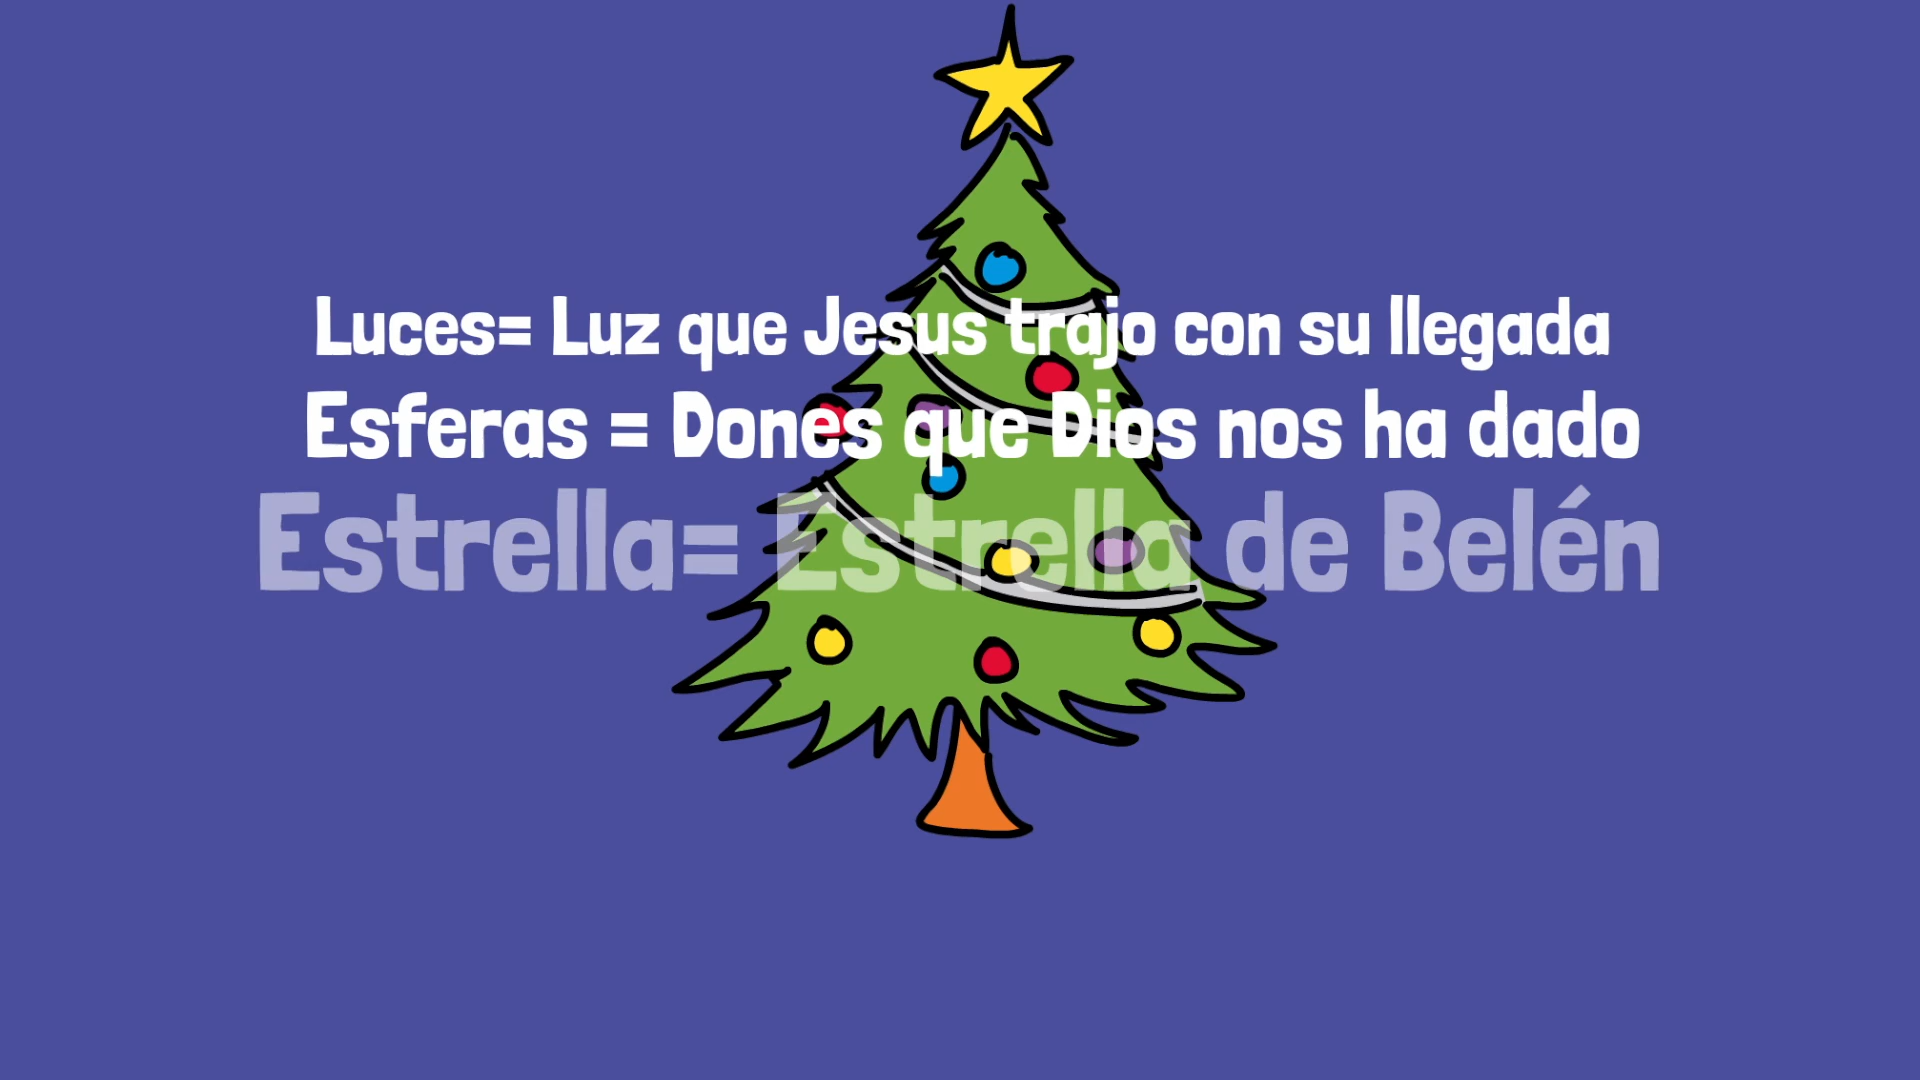 Luces= Luz que Jesus trajo con su llegada
Esferas = Dones que Dios nos ha dado
Estrella= Estrella de Belén